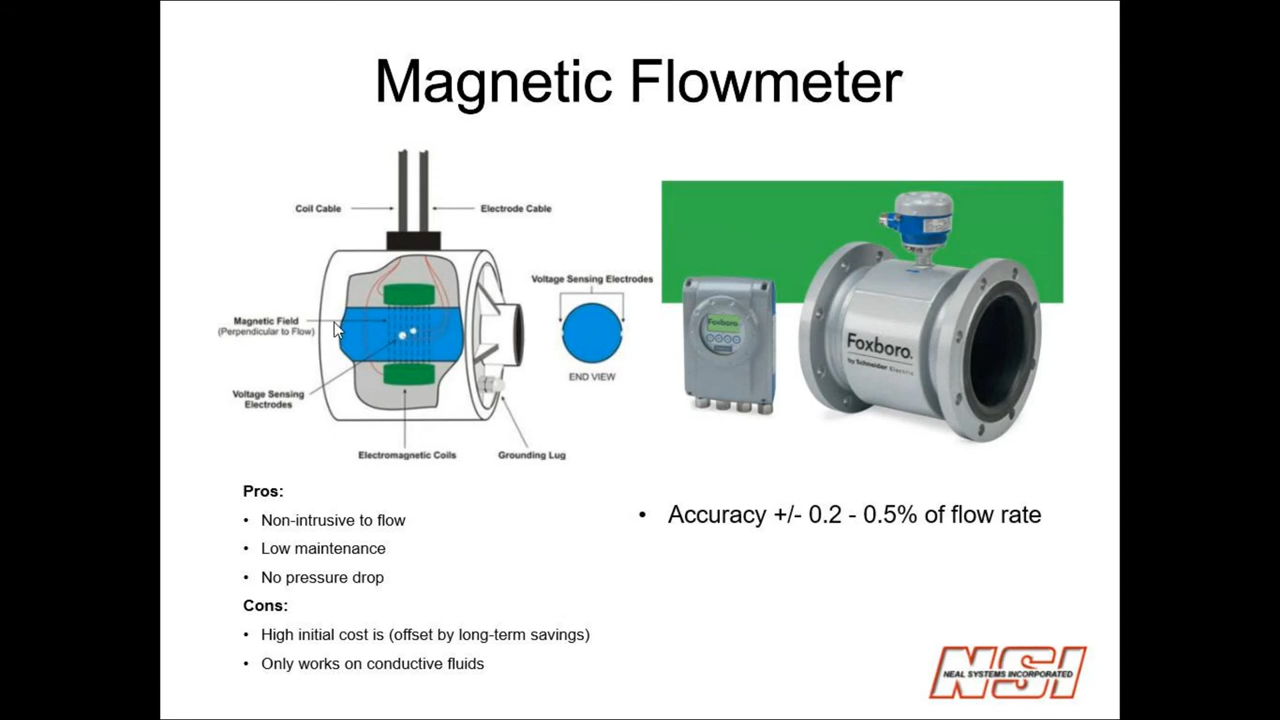 Magnetic Flowmeter
Coil Cable
Electrode Cable
Voltage Sensing Electrodes
Magnetic Field
(Perpendicular to Flow)
END VIEW
Voltage Sensing
Electrodes
Electromagnetic Coils
Grounding Lug
Foxboro.
Foxboro.
by Schneider Electric
Pros:
• Non-intrusive to flow
• Low maintenance
• No pressure drop
Cons:
• High initial cost is (offset by long-term savings)
• Only works on conductive fluids
• Accuracy +/- 0.2 - 0.5% of flow rate
NSI
NEAL SYSTEMS INCORPORATED